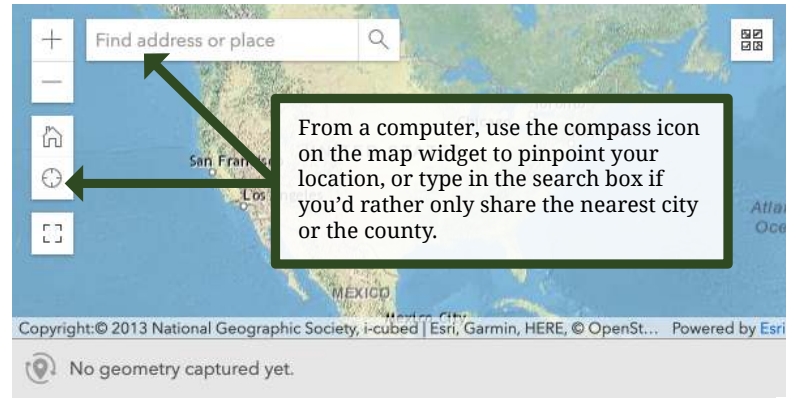 Find address or place
From a computer, use the compass icon
on the map widget to pinpoint your
location, or type in the search box if
you’d rather only share the nearest city
or the county.
San Fran
Los
MEXICO
Mexico City
Copyright:© 2013 National Geographic Society, i-cubed | Esri, Garmin, HERE, © OpenSt... Powered by Esri
No geometry captured yet.